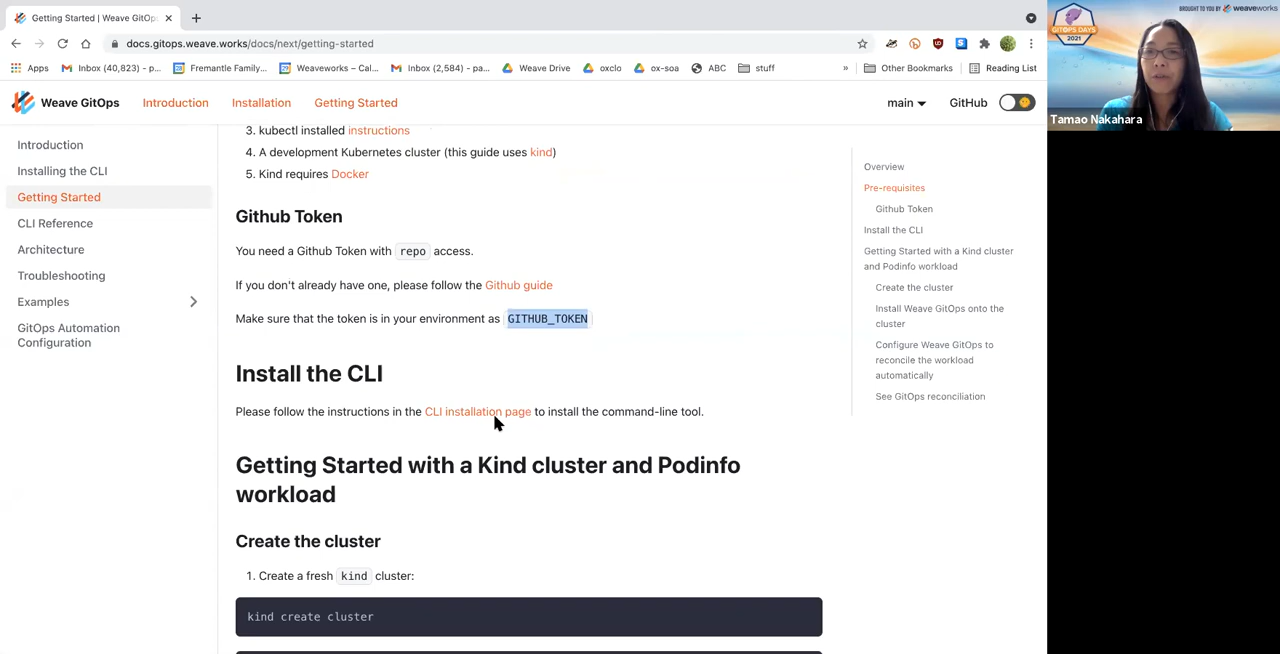 Getting Started | Weave GitOp
docs.gitops.weave.works/docs/next/getting-started
Apps
Inbox (40,823) - p...
Fremantle Family...
Weaveworks – Cal...
Inbox (2,584) - pa...
Weave Drive
oxclo
ox-soa
ABC
stuff
»
Other Bookmarks
Reading List
Weave GitOps
Introduction
Installation
Getting Started
main
GitHub
Introduction
Installing the CLI
Getting Started
CLI Reference
Architecture
Troubleshooting
Examples
GitOps Automation
Configuration
3. kubectl installed instructions
4. A development Kubernetes cluster (this guide uses kind)
5. Kind requires Docker
Github Token
You need a Github Token with repo access.
If you don't already have one, please follow the Github guide
Make sure that the token is in your environment as GITHUB_TOKEN
Install the CLI
Please follow the instructions in the CLI installation page to install the command-line tool.
Getting Started with a Kind cluster and Podinfo
workload
Create the cluster
1. Create a fresh kind cluster:
kind create cluster
Overview
Pre-requisites
Github Token
Install the CLI
Getting Started with a Kind cluster
and Podinfo workload
Create the cluster
Install Weave GitOps onto the
cluster
Configure Weave GitOps to
reconcile the workload
automatically
See GitOps reconciliation
GITOPS DAYS
2021
BROUGHT TO YOU BY weaveworks
Tamao Nakahara